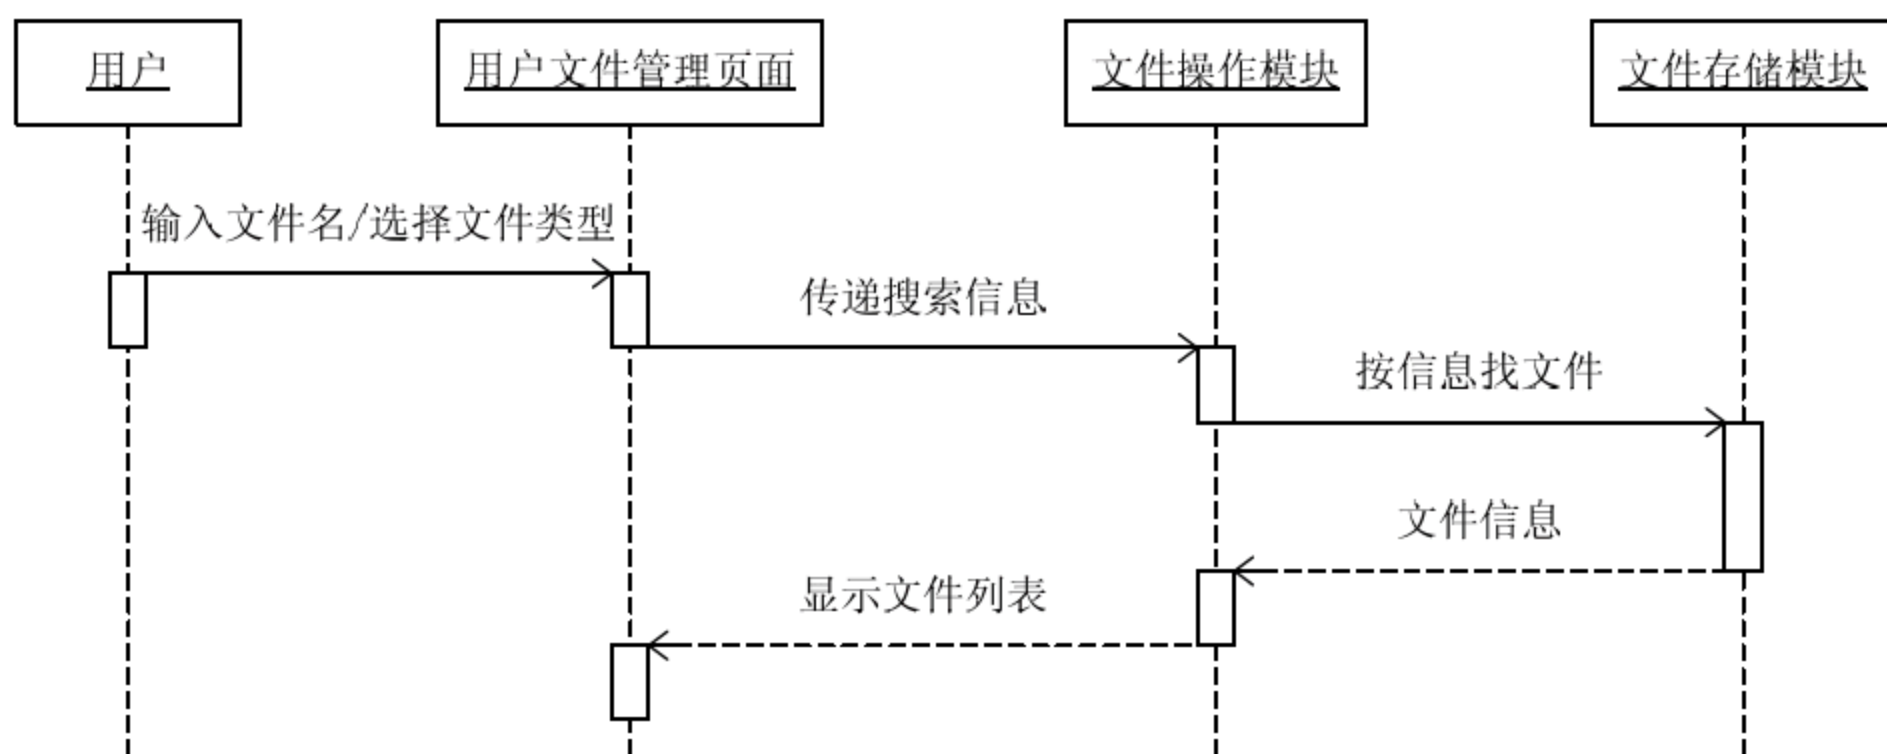 用户
用户文件管理页面
文件操作模块
文件存储模块
输入文件名/选择文件类型
传递搜索信息
按信息找文件
文件信息
显示文件列表